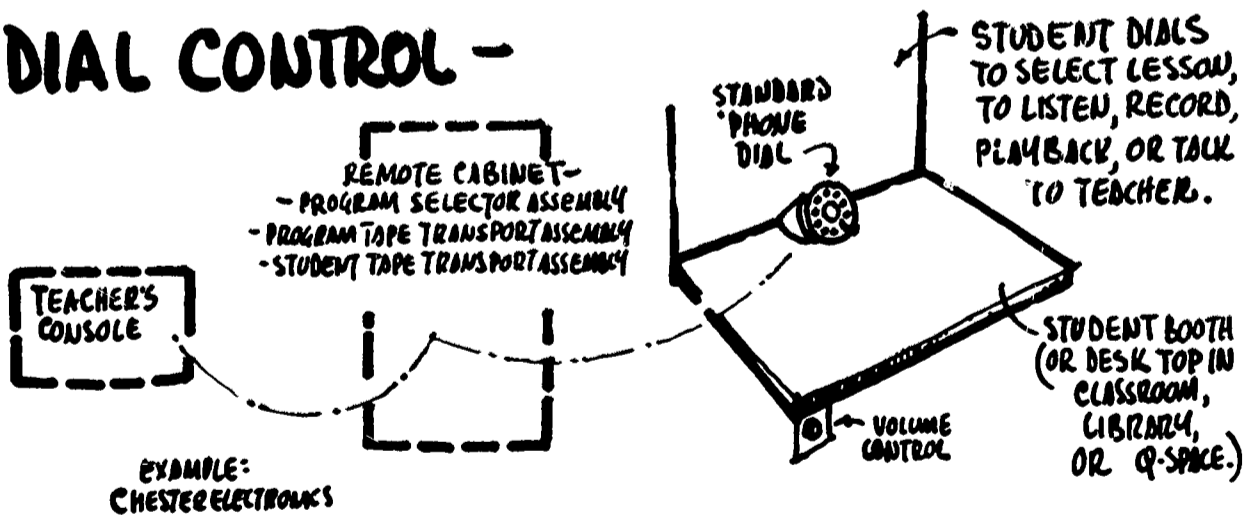 DIAL CONTROL -
STUDENT DIALS
TO SELECT LESSON,
TO LISTEN, RECORD,
PLAYBACK, OR TALK
TO TEACHER.
STANDARD
'PHONE
DIAL
REMOTE CABINET-
- PROGRAM SELECTOR ASSEMBLY
- PROGRAM TAPE TRANSPORT ASSEMBLY
- STUDENT TAPE TRANSPORT ASSEMBLY
TEACHER'S
CONSOLE
STUDENT BOOTH
(OR DESK TOP IN
CLASSROOM,
LIBRARY,
OR Q-SPACE.)
VOLUME
CONTROL
EXAMPLE:
CHESTER ELECTRONICS